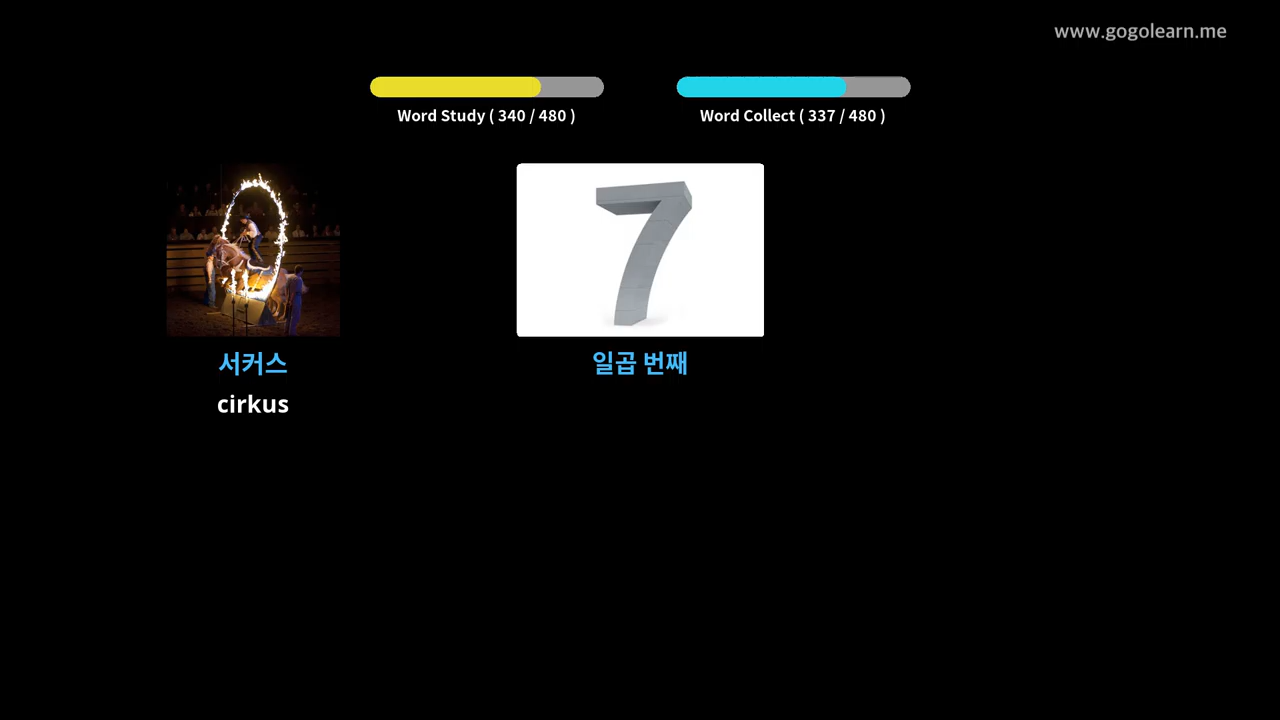 www.gogolearn.me
Word Study ( 340 / 480 )
Word Collect ( 337 / 480 )
7
서커스
일곱 번째
cirkus